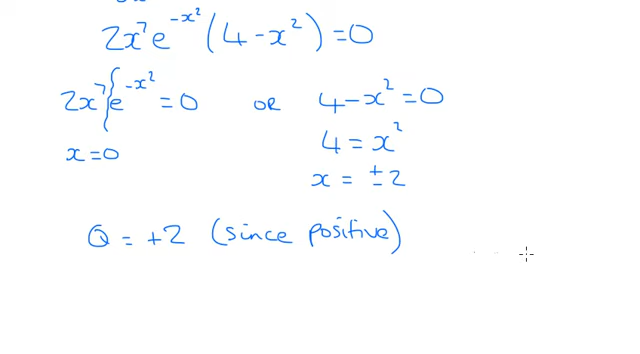 2x⁷e^(-x²)(4-x²)=0
2x⁷e^(-x²)=0 OR 4-x²=0
x=0 4=x²
x=±2
Q=+2 (since positive)